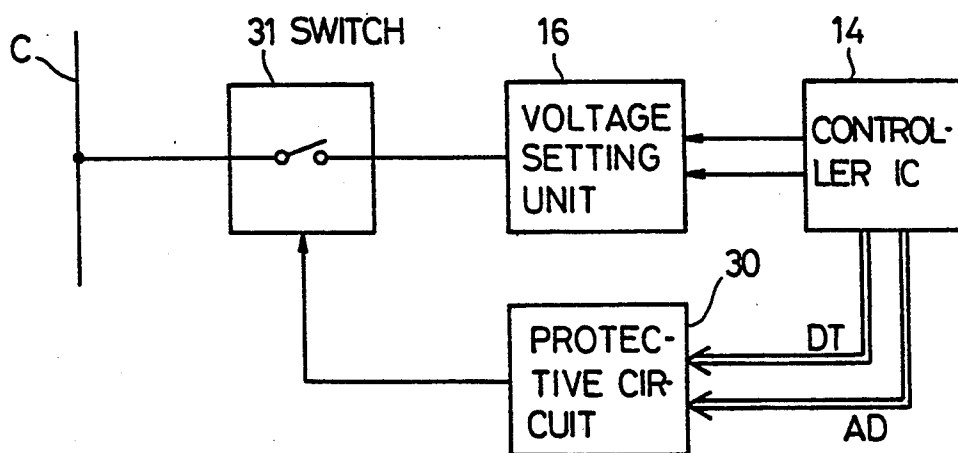 C
31 SWITCH
16
14
VOLTAGE
SETTING
UNIT
CONTROL-
LER IC
30
PROTEC-
TIVE CIR-
CUIT
DT
AD